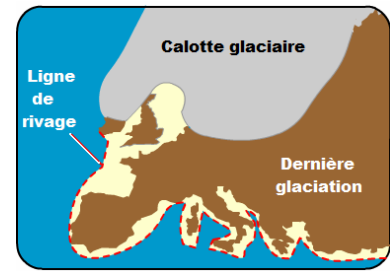 Calotte glaciaire
Ligne
de
rivage
Dernière
glaciation